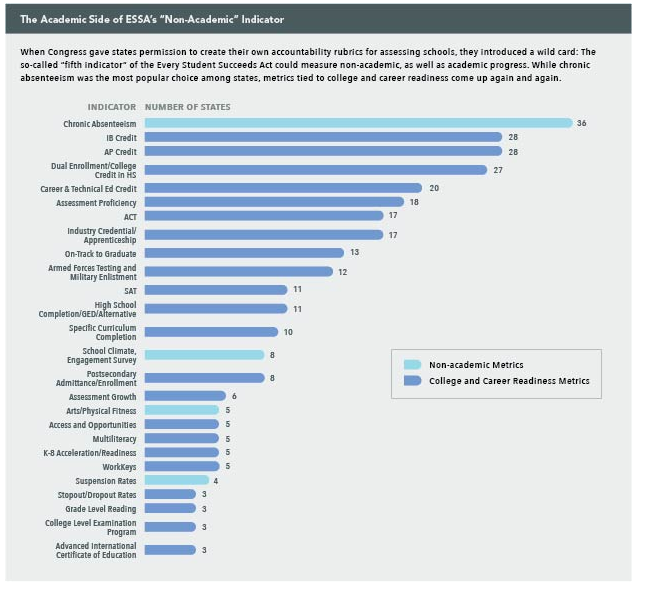 The Academic Side of ESSA's "Non-Academic" Indicator
When Congress gave states permission to create their own accountability rubrics for assessing schools, they introduced a wild card: The
so-called "fifth indicator" of the Every Student Succeeds Act could measure non-academic, as well as academic progress. While chronic
absenteeism was the most popular choice among states, metrics tied to college and career readiness come up again and again.
INDICATOR NUMBER OF STATES
Chronic Absenteeism 36
IB Credit 28
AP Credit 28
Dual Enrollment/College
Credit in HS 27
Career & Technical Ed Credit 20
Assessment Proficiency 18
ACT 17
Industry Credential/
Apprenticeship 17
On-Track to Graduate 13
Armed Forces Testing and
Military Enlistment 12
SAT 11
High School
Completion/GED/Alternative 11
Specific Curriculum
Completion 10
School Climate,
Engagement Survey 8
Postsecondary
Admittance/Enrollment 8
Assessment Growth 6
Arts/Physical Fitness 5
Access and Opportunities 5
Multiliteracy 5
K-8 Acceleration/Readiness 5
WorkKeys 5
Suspension Rates 4
Stopout/Dropout Rates 3
Grade Level Reading 3
College Level Examination
Program 3
Advanced International
Certificate of Education 3
Non-academic Metrics
College and Career Readiness Metrics